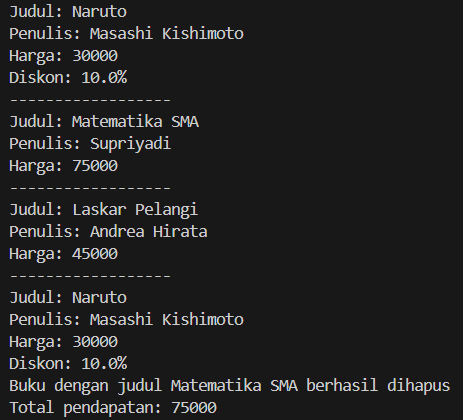 Judul: Naruto
Penulis: Masashi Kishimoto
Harga: 30000
Diskon: 10.0%
------------------
Judul: Matematika SMA
Penulis: Supriyadi
Harga: 75000
------------------
Judul: Laskar Pelangi
Penulis: Andrea Hirata
Harga: 45000
------------------
Judul: Naruto
Penulis: Masashi Kishimoto
Harga: 30000
Diskon: 10.0%
Buku dengan judul Matematika SMA berhasil dihapus
Total pendapatan: 75000